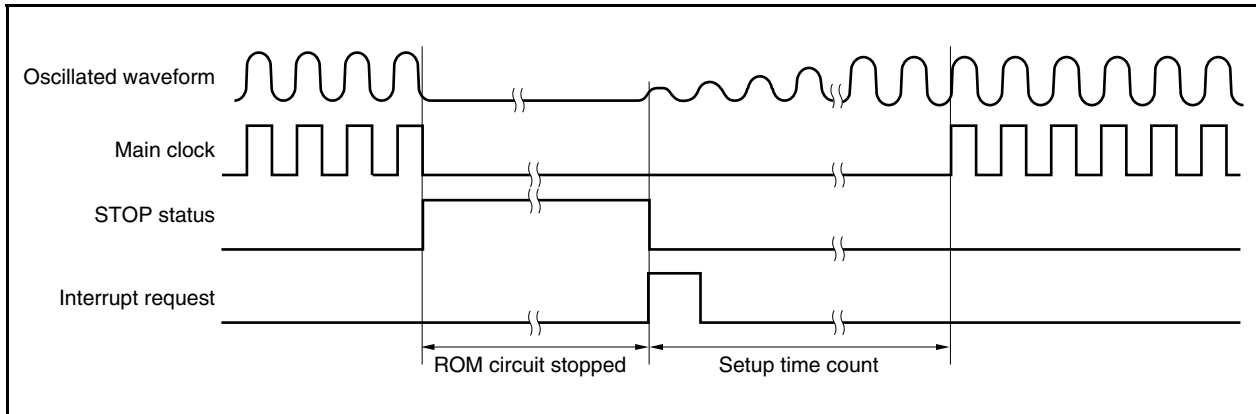 Oscillated waveform
Main clock
STOP status
Interrupt request
ROM circuit stopped
Setup time count